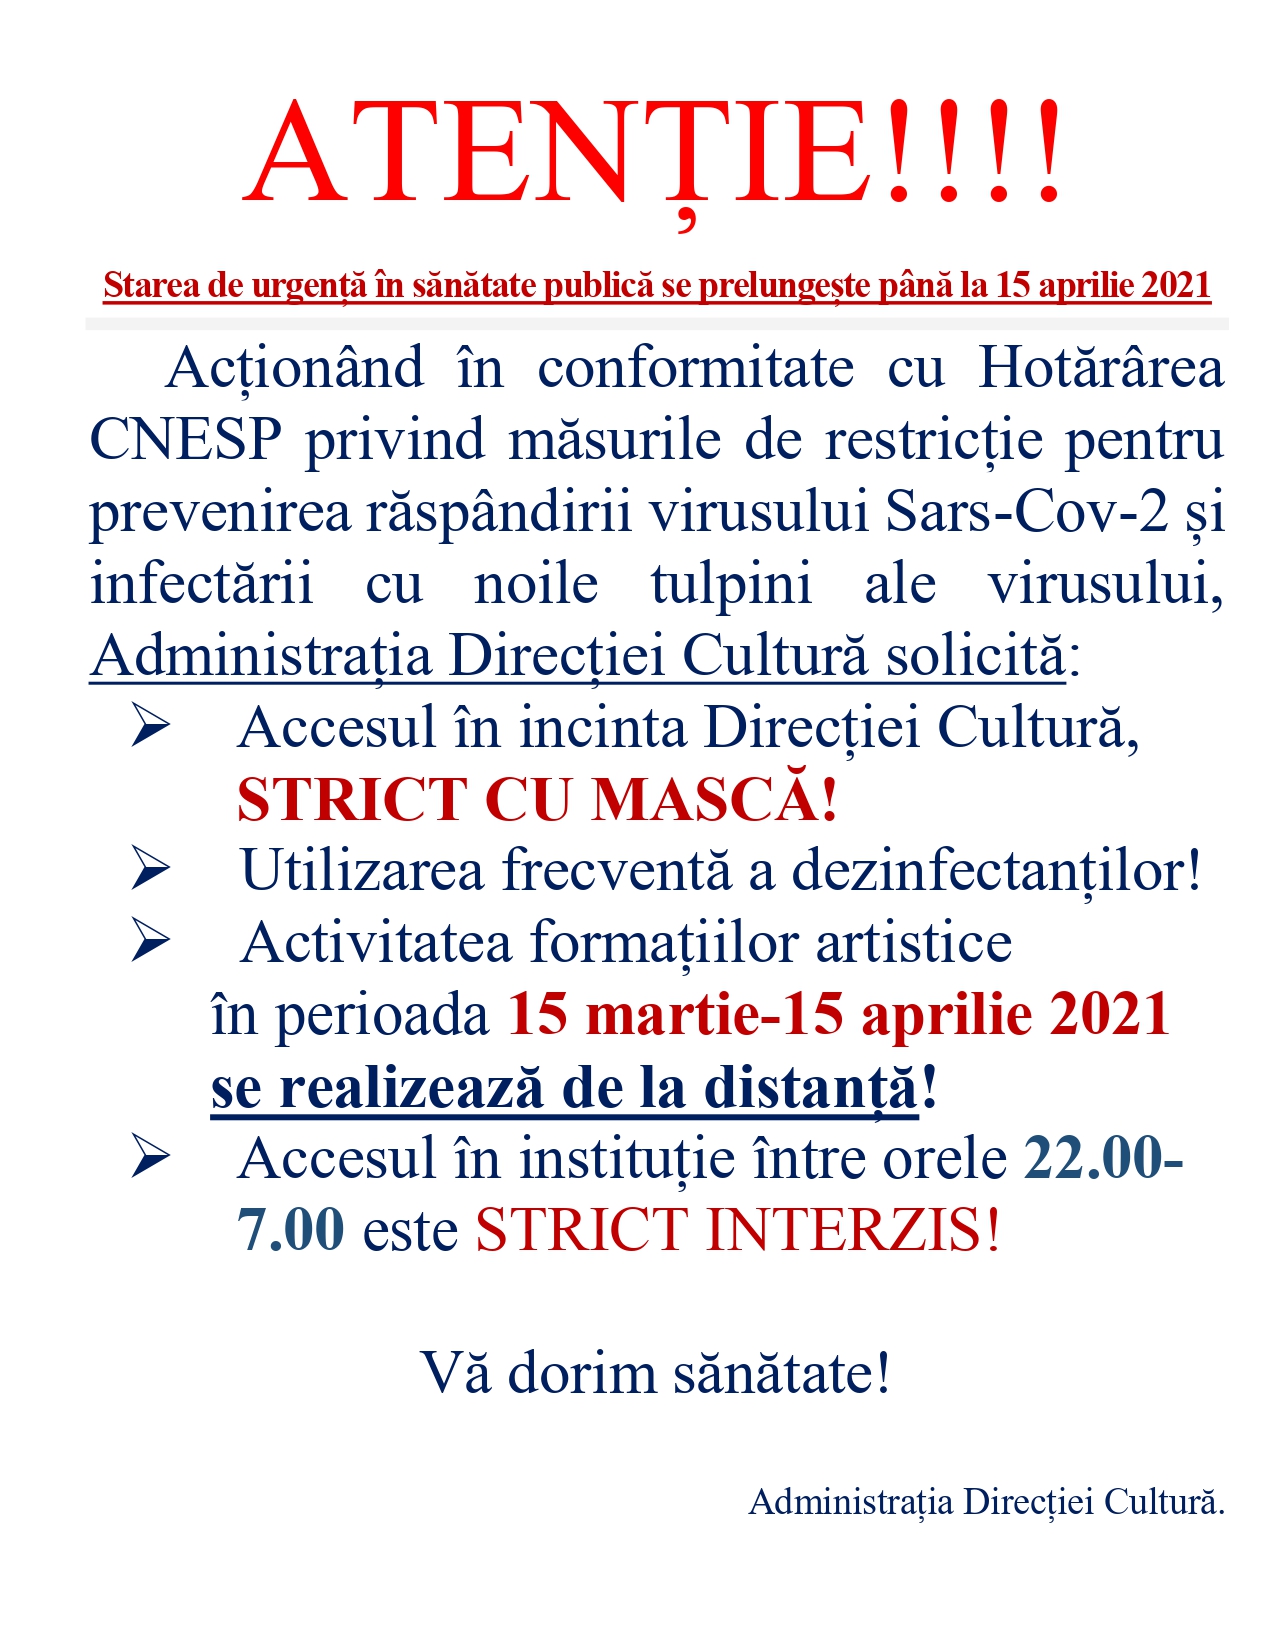 ATENȚIE!!!!
Starea de urgență în sănătate publică se prelungește până la 15 aprilie 2021
Acționând în conformitate cu Hotărârea
CNESP privind măsurile de restricție pentru
prevenirea răspândirii virusului Sars-Cov-2 și
infectării cu noile tulpini ale virusului,
Administrația Direcției Cultură solicită:
➢ Accesul în incinta Direcției Cultură,
STRICT CU MASCĂ!
➢ Utilizarea frecventă a dezinfectanților!
➢ Activitatea formațiilor artistice
în perioada 15 martie-15 aprilie 2021
se realizează de la distanță!
➢ Accesul în instituție între orele 22.00-
7.00 este STRICT INTERZIS!
Vă dorim sănătate!
Administrația Direcției Cultură.